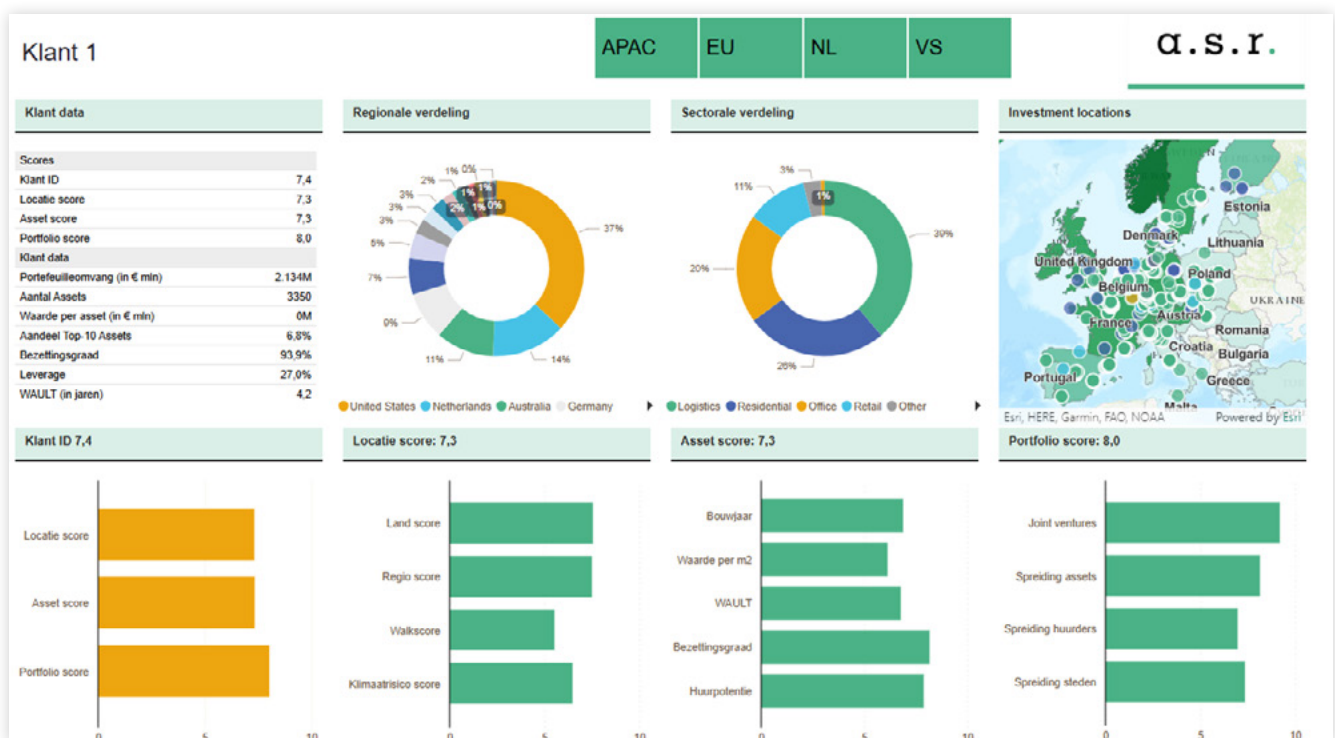 Klant 1
APAC EU NL VS
a.s.r.
Klant data
Scores
Klant ID 7,4
Locatie score 7,3
Asset score 7,3
Portfolio score 8,0
Klant data
Portefeuilleomvang (in € mln) 2.134M
Aantal Assets 3350
Waarde per asset (in € mln) 0M
Aandeel Top-10 Assets 6,8%
Bezettingsgraad 93,9%
Leverage 27,0%
WAULT (in jaren) 4,2
Regionale verdeling
1% 0%
2% 1% 1%
3% 2% 1% 0%
3%
3%
37%
7%
11%
14%
United States Netherlands Australia Germany
Sectorale verdeling
3%
11% 1%
39%
20%
Logistics Residential Office Retail Other
Investment locations
Estonia
Denmark
Lithuania
United Kingdom
Poland
Belgium
UKRAINE
Austria
France
Romania
Croatia
Bulgaria
Portugal
Greece
Malta
Esri, HERE, Garmin, FAO, NOAA Powered by Esri
Klant ID 7,4
Locatie score
Asset score
Portfolio score
0 5 10
Locatie score: 7,3
Land score
Regio score
Walkscore
Klimaatrisico score
0 5 10
Asset score: 7,3
Bouwjaar
Waarde per m2
WAULT
Bezettingsgraad
Huurpotentie
0 5 10
Portfolio score: 8,0
Joint ventures
Spreiding assets
Spreiding huurders
Spreiding steden
0 5 10